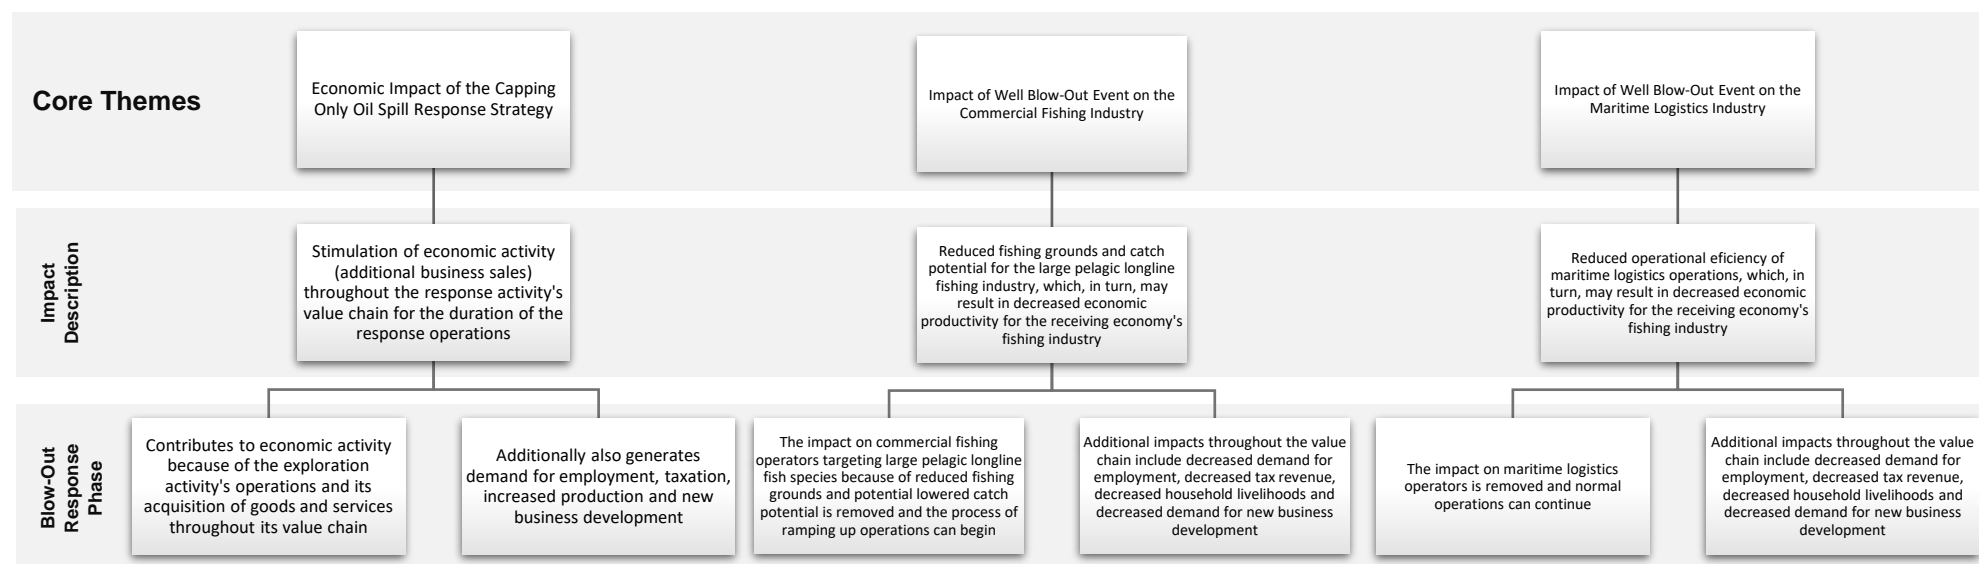 Core Themes
Economic Impact of the Capping
Only Oil Spill Response Strategy
Impact of Well Blow-Out Event on the
Commercial Fishing Industry
Impact of Well Blow-Out Event on the
Maritime Logistics Industry
Impact
Description
Stimulation of economic activity
(additional business sales)
throughout the response activity's
value chain for the duration of the
response operations
Reduced fishing grounds and catch
potential for the large pelagic longline
fishing industry, which, in turn, may
result in decreased economic
productivity for the receiving economy's
fishing industry
Reduced operational eficiency of
maritime logistics operations, which, in
turn, may result in decreased economic
productivity for the receiving economy's
fishing industry
Blow-Out
Response
Phase
Contributes to economic activity
because of the exploration
activity's operations and its
acquisition of goods and services
throughout its value chain
Additionally also generates
demand for employment, taxation,
increased production and new
business development
The impact on commercial fishing
operators targeting large pelagic longline
fish species because of reduced fishing
grounds and potential lowered catch
potential is removed and the process of
ramping up operations can begin
Additional impacts throughout the value
chain include decreased demand for
employment, decreased tax revenue,
decreased household livelihoods and
decreased demand for new business
development
The impact on maritime logistics
operators is removed and normal
operations can continue
Additional impacts throughout the value
chain include decreased demand for
employment, decreased tax revenue,
decreased household livelihoods and
decreased demand for new business
development